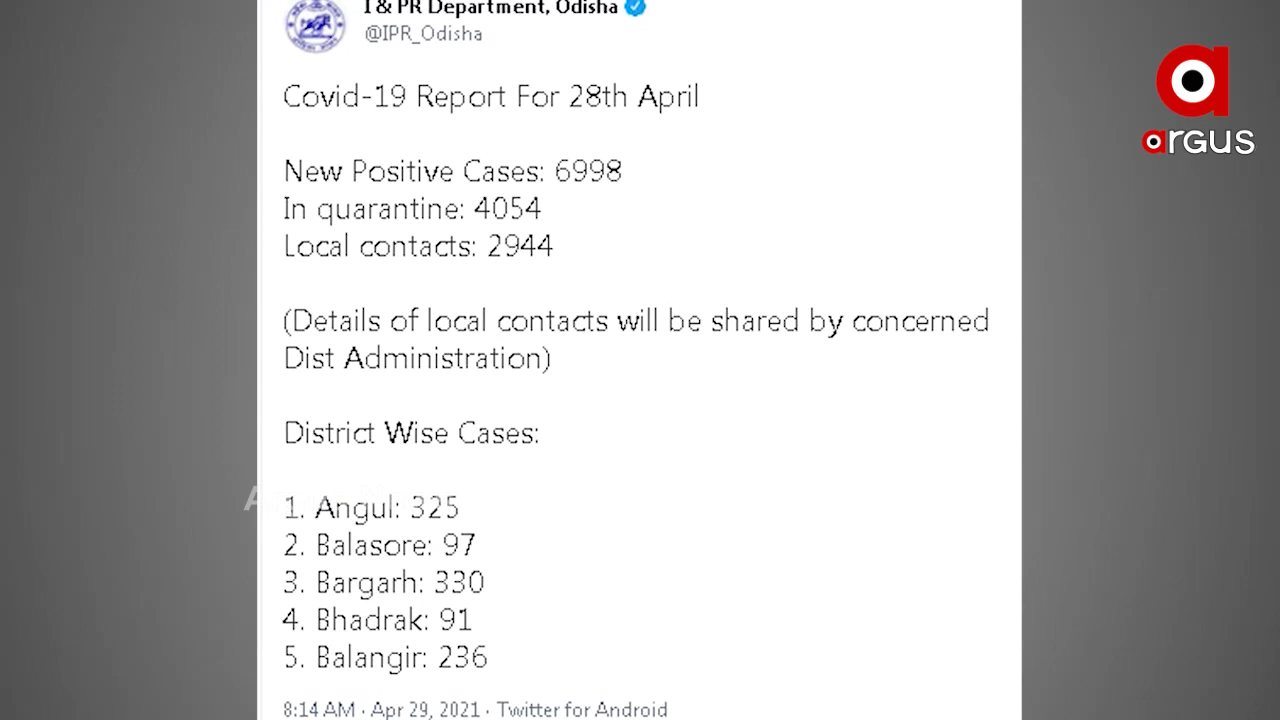 I & PR Department, Odisha
@IPR_Odisha
argus
Covid-19 Report For 28th April
New Positive Cases: 6998
In quarantine: 4054
Local contacts: 2944
(Details of local contacts will be shared by concerned
Dist Administration)
District Wise Cases:
1. Angul: 325
2. Balasore: 97
3. Bargarh: 330
4. Bhadrak: 91
5. Balangir: 236
8:14 AM · Apr 29, 2021 · Twitter for Android